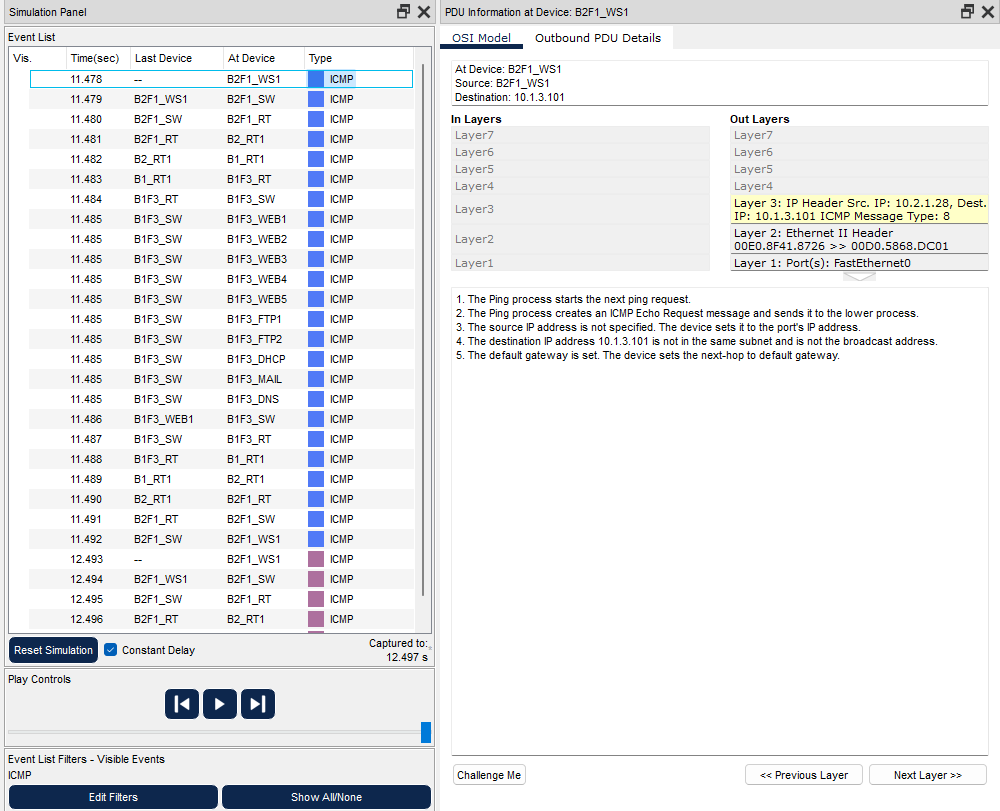 Simulation Panel
Event List
Vis. Time(sec) Last Device At Device Type
11.478 -- B2F1_WS1 ICMP
11.479 B2F1_WS1 B2F1_SW ICMP
11.480 B2F1_SW B2F1_RT ICMP
11.481 B2F1_RT B2_RT1 ICMP
11.482 B2_RT1 B1_RT1 ICMP
11.483 B1_RT1 B1F3_RT ICMP
11.484 B1F3_RT B1F3_SW ICMP
11.485 B1F3_SW B1F3_WEB1 ICMP
11.485 B1F3_SW B1F3_WEB2 ICMP
11.485 B1F3_SW B1F3_WEB3 ICMP
11.485 B1F3_SW B1F3_WEB4 ICMP
11.485 B1F3_SW B1F3_WEB5 ICMP
11.485 B1F3_SW B1F3_FTP1 ICMP
11.485 B1F3_SW B1F3_FTP2 ICMP
11.485 B1F3_SW B1F3_DHCP ICMP
11.485 B1F3_SW B1F3_MAIL ICMP
11.485 B1F3_SW B1F3_DNS ICMP
11.486 B1F3_WEB1 B1F3_SW ICMP
11.487 B1F3_SW B1F3_RT ICMP
11.488 B1F3_RT B1_RT1 ICMP
11.489 B1_RT1 B2_RT1 ICMP
11.490 B2_RT1 B2F1_RT ICMP
11.491 B2F1_RT B2F1_SW ICMP
11.492 B2F1_SW B2F1_WS1 ICMP
12.493 -- B2F1_WS1 ICMP
12.494 B2F1_WS1 B2F1_SW ICMP
12.495 B2F1_SW B2F1_RT ICMP
12.496 B2F1_RT B2_RT1 ICMP
Reset Simulation Constant Delay Captured to:
12.497 s
Play Controls
Event List Filters - Visible Events
ICMP
Edit Filters Show All/None
PDU Information at Device: B2F1_WS1
OSI Model Outbound PDU Details
At Device: B2F1_WS1
Source: B2F1_WS1
Destination: 10.1.3.101
In Layers
Layer7
Layer6
Layer5
Layer4
Layer3
Layer2
Layer1
Out Layers
Layer7
Layer6
Layer5
Layer4
Layer 3: IP Header Src. IP: 10.2.1.28, Dest.
IP: 10.1.3.101 ICMP Message Type: 8
Layer 2: Ethernet II Header
00E0.8F41.8726 >> 00D0.5868.DC01
Layer 1: Port(s): FastEthernet0
1. The Ping process starts the next ping request.
2. The Ping process creates an ICMP Echo Request message and sends it to the lower process.
3. The source IP address is not specified. The device sets it to the port's IP address.
4. The destination IP address 10.1.3.101 is not in the same subnet and is not the broadcast address.
5. The default gateway is set. The device sets the next-hop to default gateway.
Challenge Me << Previous Layer Next Layer >>